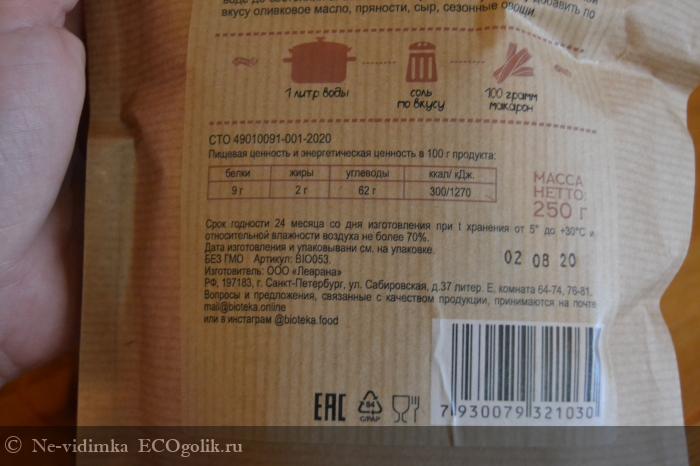 вкусу оливковое масло, пряности, сыр, сезонные овощи.
1 литр воды
соль
по вкусу
100 грамм
макарон
СТО 49010091-001-2020
Пищевая ценность и энергетическая ценность в 100 г продукта:
белки жиры углеводы ккал/ кДж.
9 г 2 г 62 г 300/1270
МАССА
НЕТТО:
250 г
Срок годности 24 месяца со дня изготовления при t хранения от 5° до +30°С и
относительной влажности воздуха не более 70%.
Дата изготовления и упаковывани см. на упаковке.
02 08 20
БЕЗ ГМО Артикул: BIO053.
Изготовитель: ООО «Леврана»
РФ, 197183, г. Санкт-Петербург, ул. Сабировская, д.37 литер. Е, комната 64-74, 76-81.
Вопросы и предложения, связанные с качеством продукции, принимаются на почте
mail@bioteka.online
или в инстаграм @bioteka.food
EAC
84
C/PAP
7 930079 321030
© Ne-vidimka ECOgolik.ru